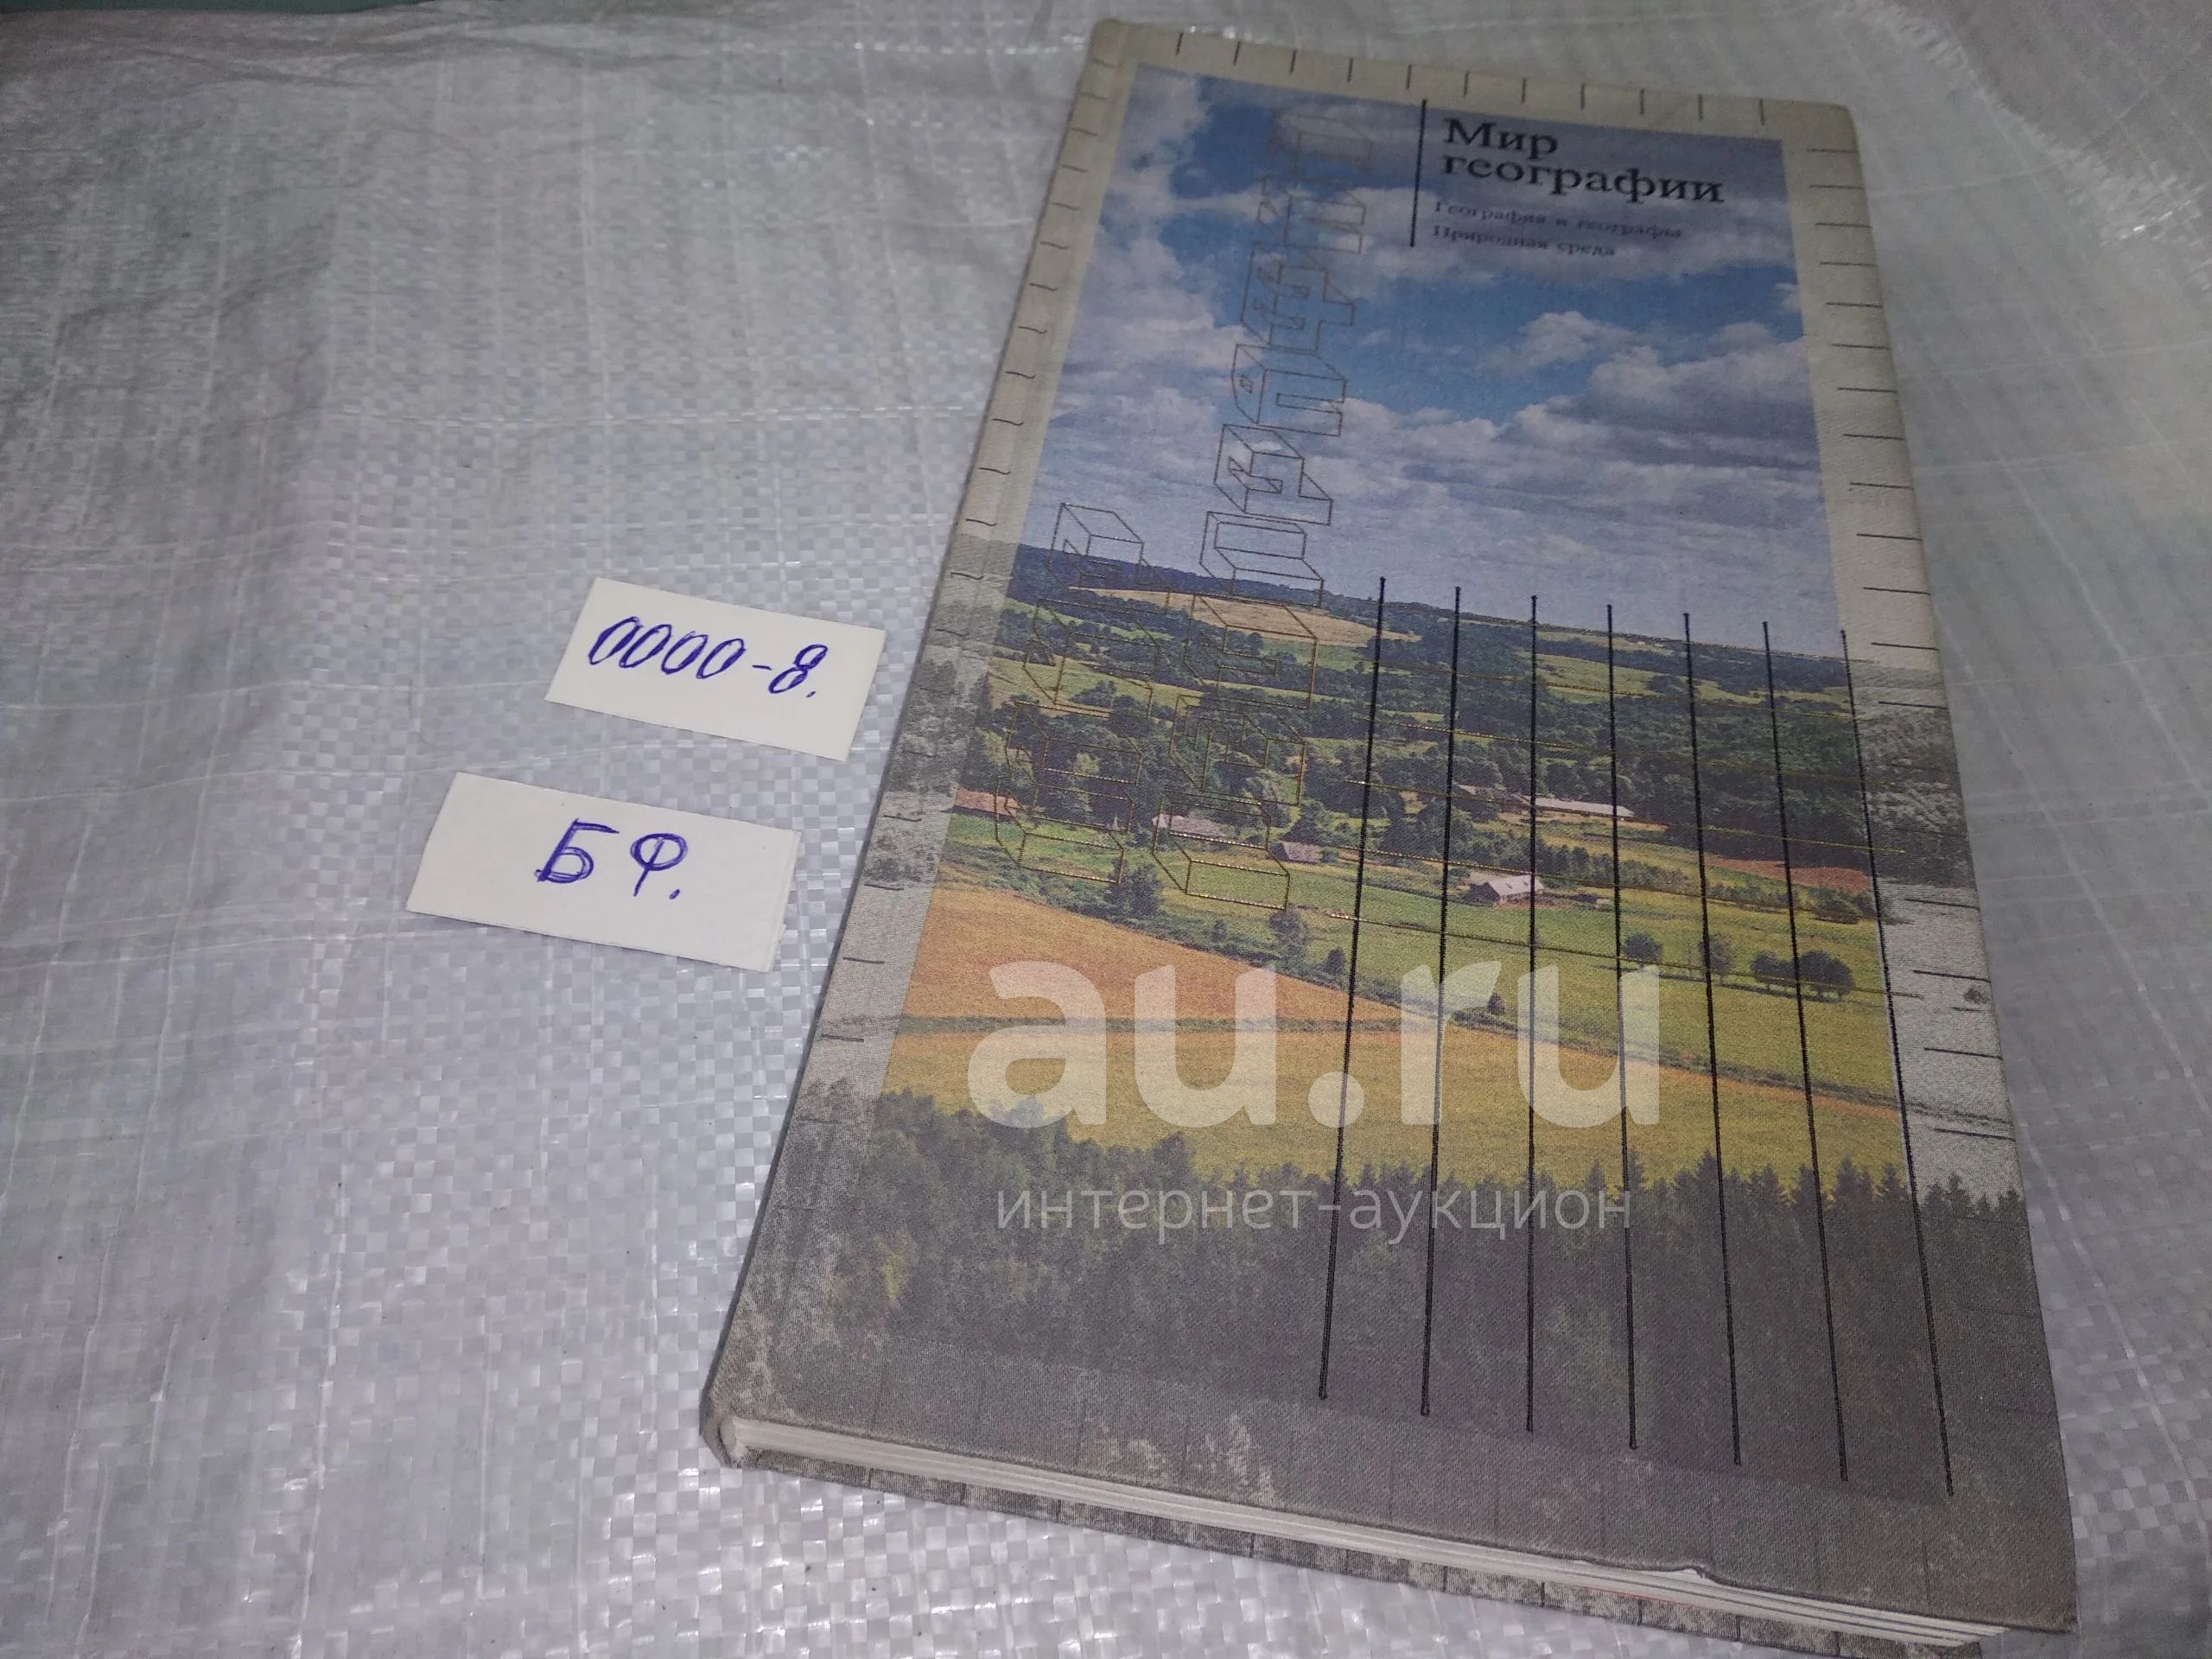 Мир
географии
География и географы
Природная среда
0000-8.
БФ.
au.ru
интернет-аукцион